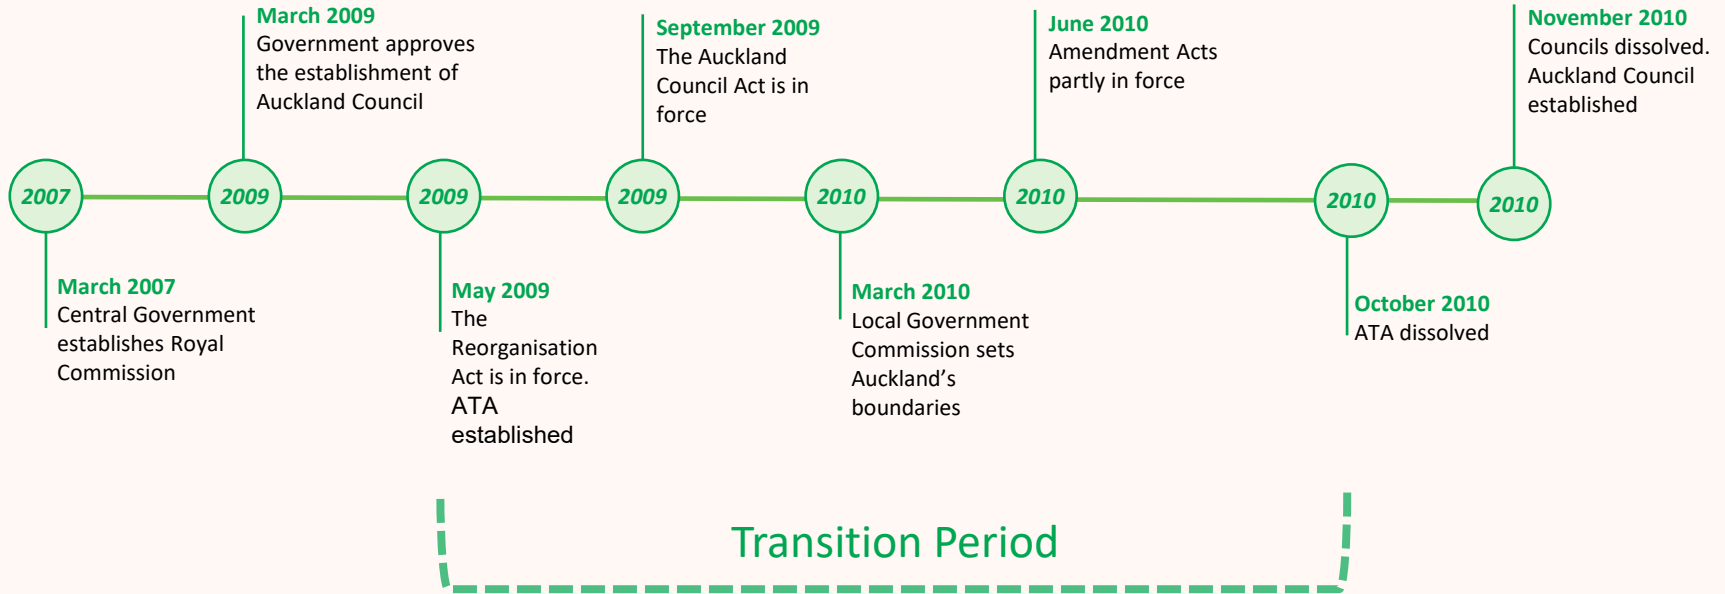 March 2009
Government approves
the establishment of
Auckland Council
September 2009
The Auckland
Council Act is in
force
June 2010
Amendment Acts
partly in force
November 2010
Councils dissolved.
Auckland Council
established
2007
2009
2009
2009
2010
2010
2010
2010
March 2007
Central Government
establishes Royal
Commission
May 2009
The
Reorganisation
Act is in force.
ATA
established
March 2010
Local Government
Commission sets
Auckland’s
boundaries
October 2010
ATA dissolved
Transition Period